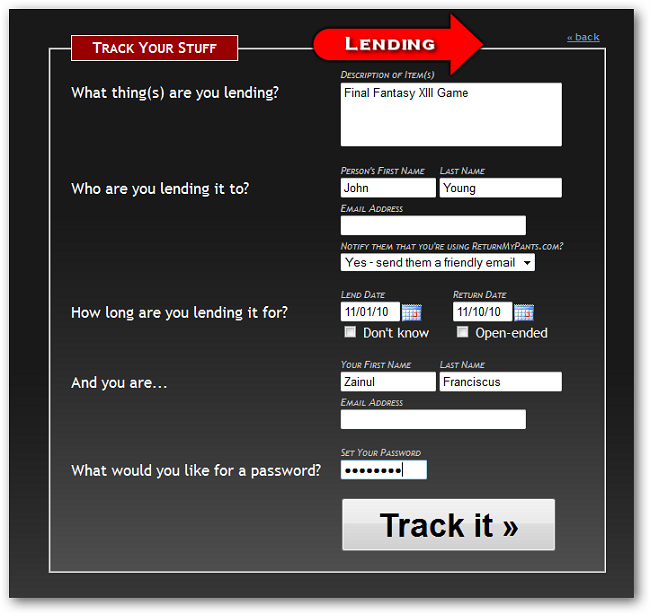 Track Your Stuff
Lending
« back
Description of Item(s)
What thing(s) are you lending?
Final Fantasy XIII Game
Person's First Name Last Name
Who are you lending it to?
John Young
Email Address
Notify them that you're using ReturnMyPants.com?
Yes - send them a friendly email
Lend Date Return Date
How long are you lending it for?
11/01/10 11/10/10
Don't know Open-ended
Your First Name Last Name
And you are...
Zainul Franciscus
Email Address
Set Your Password
What would you like for a password?
••••••••
Track it »